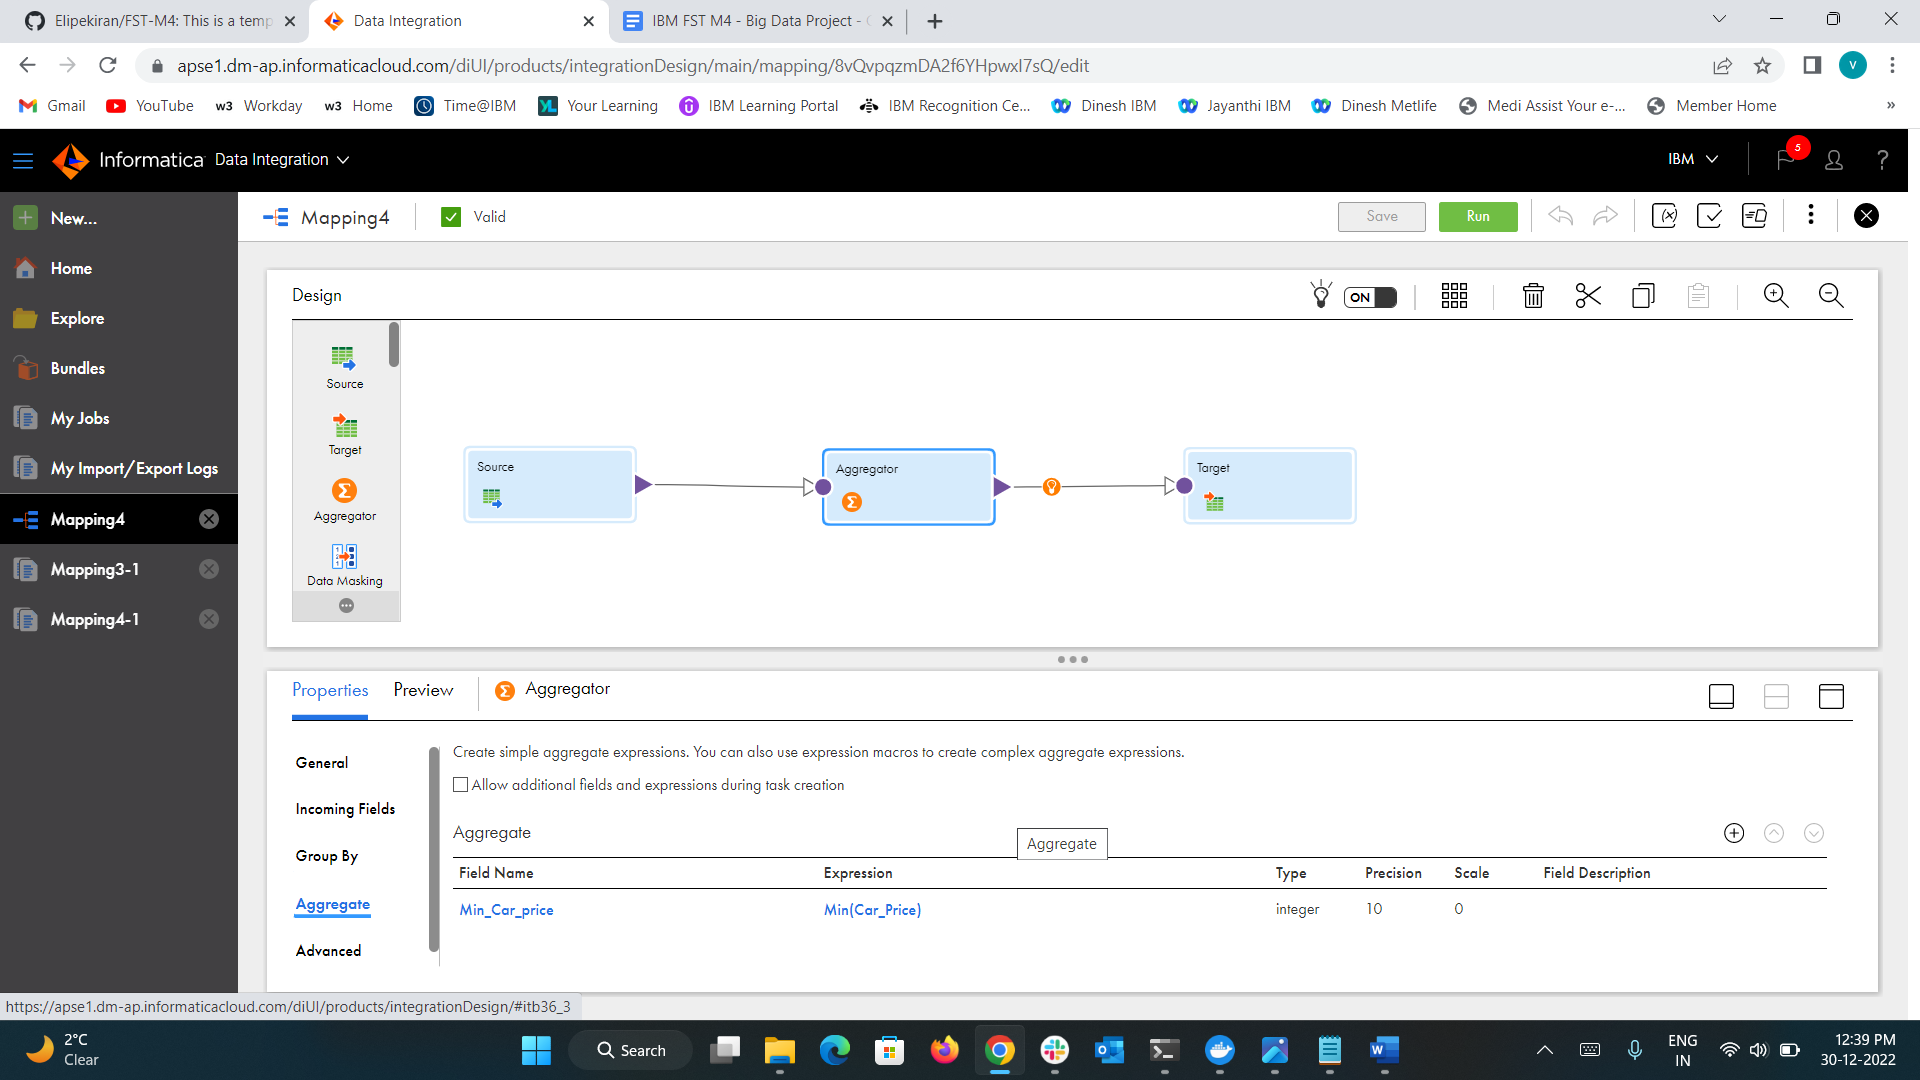 Elipekiran/FST-M4: This is a temp
Data Integration
IBM FST M4 - Big Data Project -
apse1.dm-ap.informaticacloud.com/diUI/products/integrationDesign/main/mapping/8vQvpqzmDA2f6YHpwxI7sQ/edit
V
Gmail
YouTube
w3 Workday
w3 Home
Time@IBM
YL Your Learning
IBM Learning Portal
IBM Recognition Ce...
Dinesh IBM
Jayanthi IBM
Dinesh Metlife
Medi Assist Your e-...
Member Home
»
Informatica Data Integration
IBM
5
?
New...
Home
Explore
Bundles
My Jobs
My Import/Export Logs
Mapping4
Mapping3-1
Mapping4-1
Mapping4
Valid
Save
Run
Design
ON
Source
Target
Aggregator
Data Masking
Source
Aggregator
Target
Properties
Preview
Aggregator
General
Incoming Fields
Group By
Aggregate
Advanced
Create simple aggregate expressions. You can also use expression macros to create complex aggregate expressions.
Allow additional fields and expressions during task creation
Aggregate
Aggregate
Field Name Expression Type Precision Scale Field Description
Min_Car_price Min(Car_Price) integer 10 0
https://apse1.dm-ap.informaticacloud.com/diUI/products/integrationDesign/#itb36_3
2°C
Clear
Search
ENG
IN
12:39 PM
30-12-2022